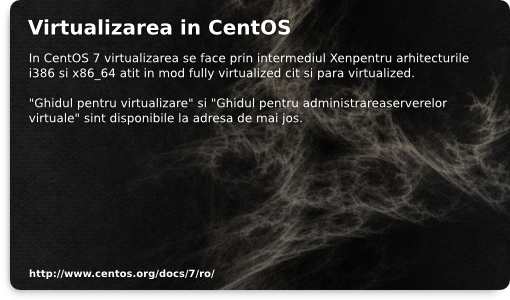 Virtualizarea in CentOS
In CentOS 7 virtualizarea se face prin intermediul Xenpentru arhitecturile
i386 si x86_64 atit in mod fully virtualized cit si para virtualized.
"Ghidul pentru virtualizare" si "Ghidul pentru administrareaserverelor
virtuale" sint disponibile la adresa de mai jos.
http://www.centos.org/docs/7/ro/